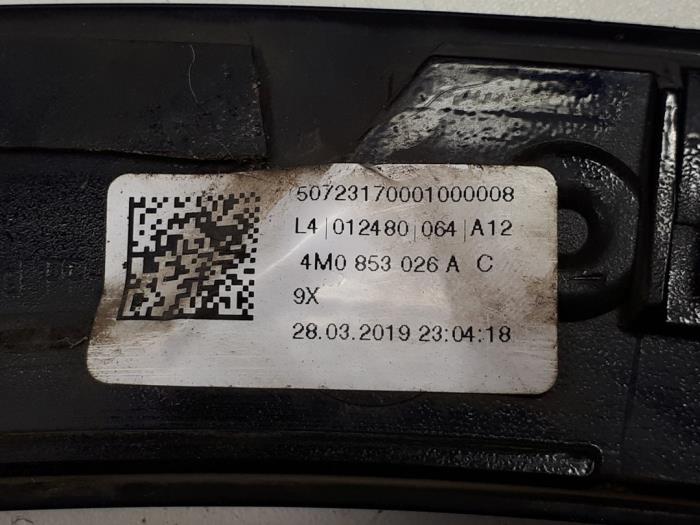 50723170001000008
L4|012480|064|A12
4M0 853 026 A C
9X
28.03.2019 23:04:18